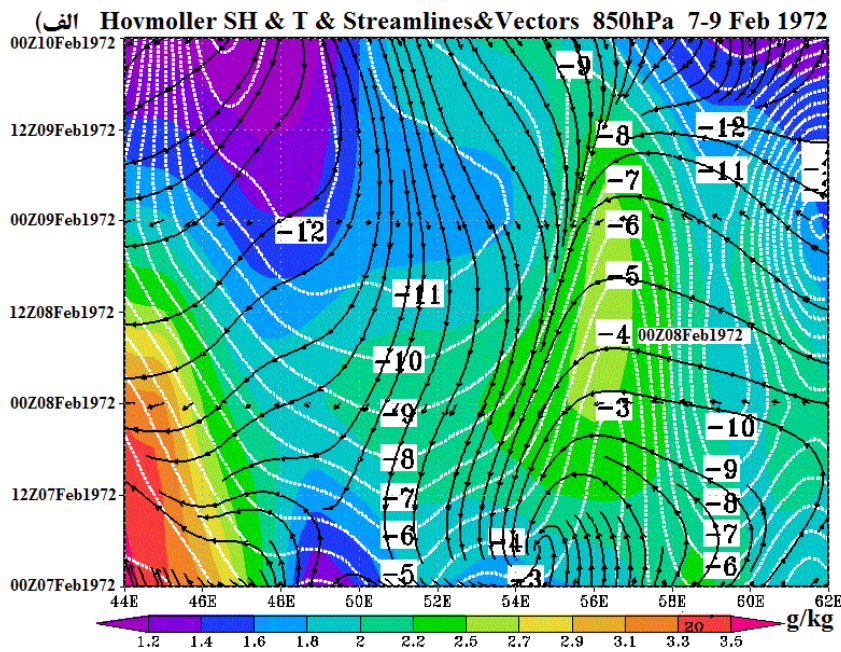 الف) Hovmoller SH & T & Streamlines&Vectors 850hPa 7-9 Feb 1972
00Z10Feb1972
-9
12Z09Feb1972
-8 -12
-7 -11
00Z09Feb1972
-12 -6
-11 -5
12Z08Feb1972
-10 -4 00Z08Feb1972
00Z08Feb1972
-9 -3 -10
-8 -9
12Z07Feb1972
-7 -8
-6 -4 -7
00Z07Feb1972
-5 -3 -6
44E 46E 48E 50E 52E 54E 56E 58E 60E 62E
1.2 1.4 1.6 1.8 2 2.2 2.5 2.7 2.9 3.1 3.3 3.5 g/kg
20